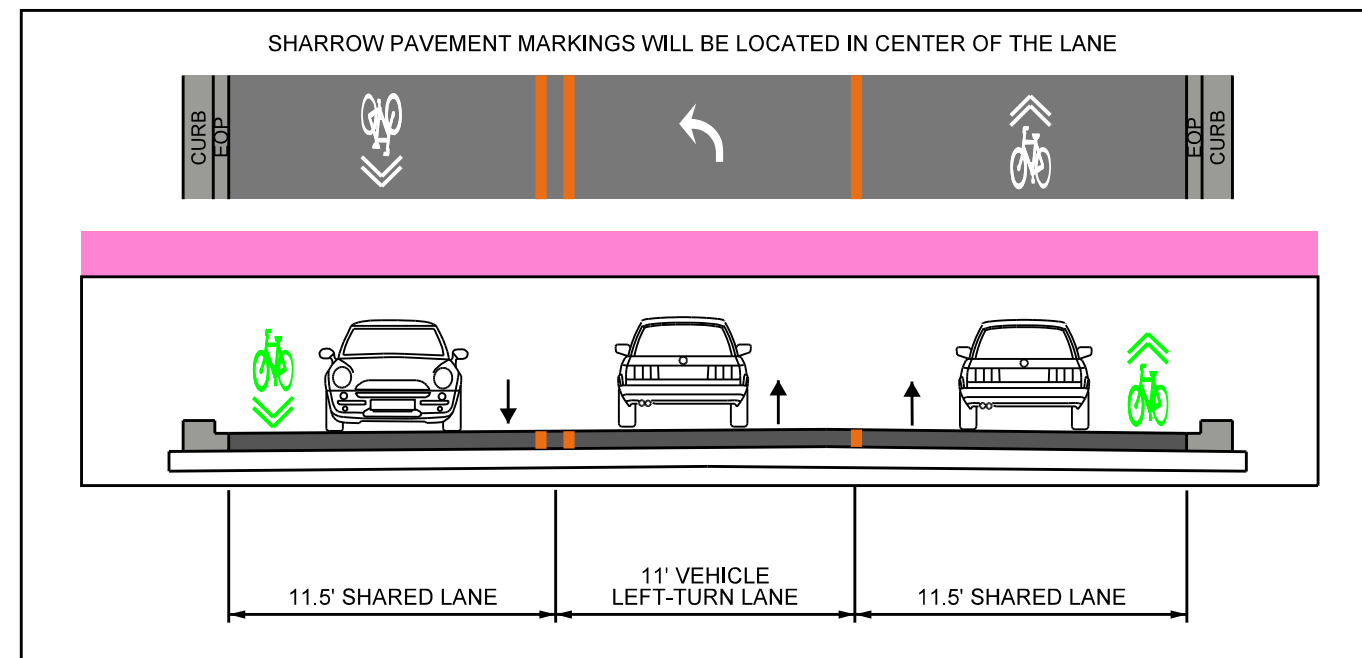 SHARROW PAVEMENT MARKINGS WILL BE LOCATED IN CENTER OF THE LANE
CURB
EOP
EOP
CURB
11.5' SHARED LANE
11' VEHICLE
LEFT-TURN LANE
11.5' SHARED LANE